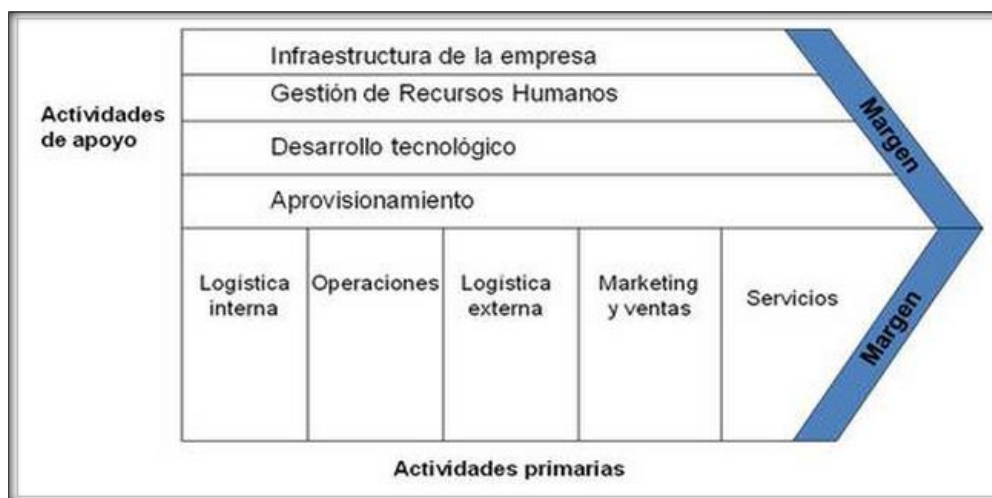 Infraestructura de la empresa
Gestión de Recursos Humanos
Desarrollo tecnológico
Aprovisionamiento
Actividades
de apoyo
Margen
Logística
interna
Operaciones
Logística
externa
Marketing
y ventas
Servicios
Margen
Actividades primarias